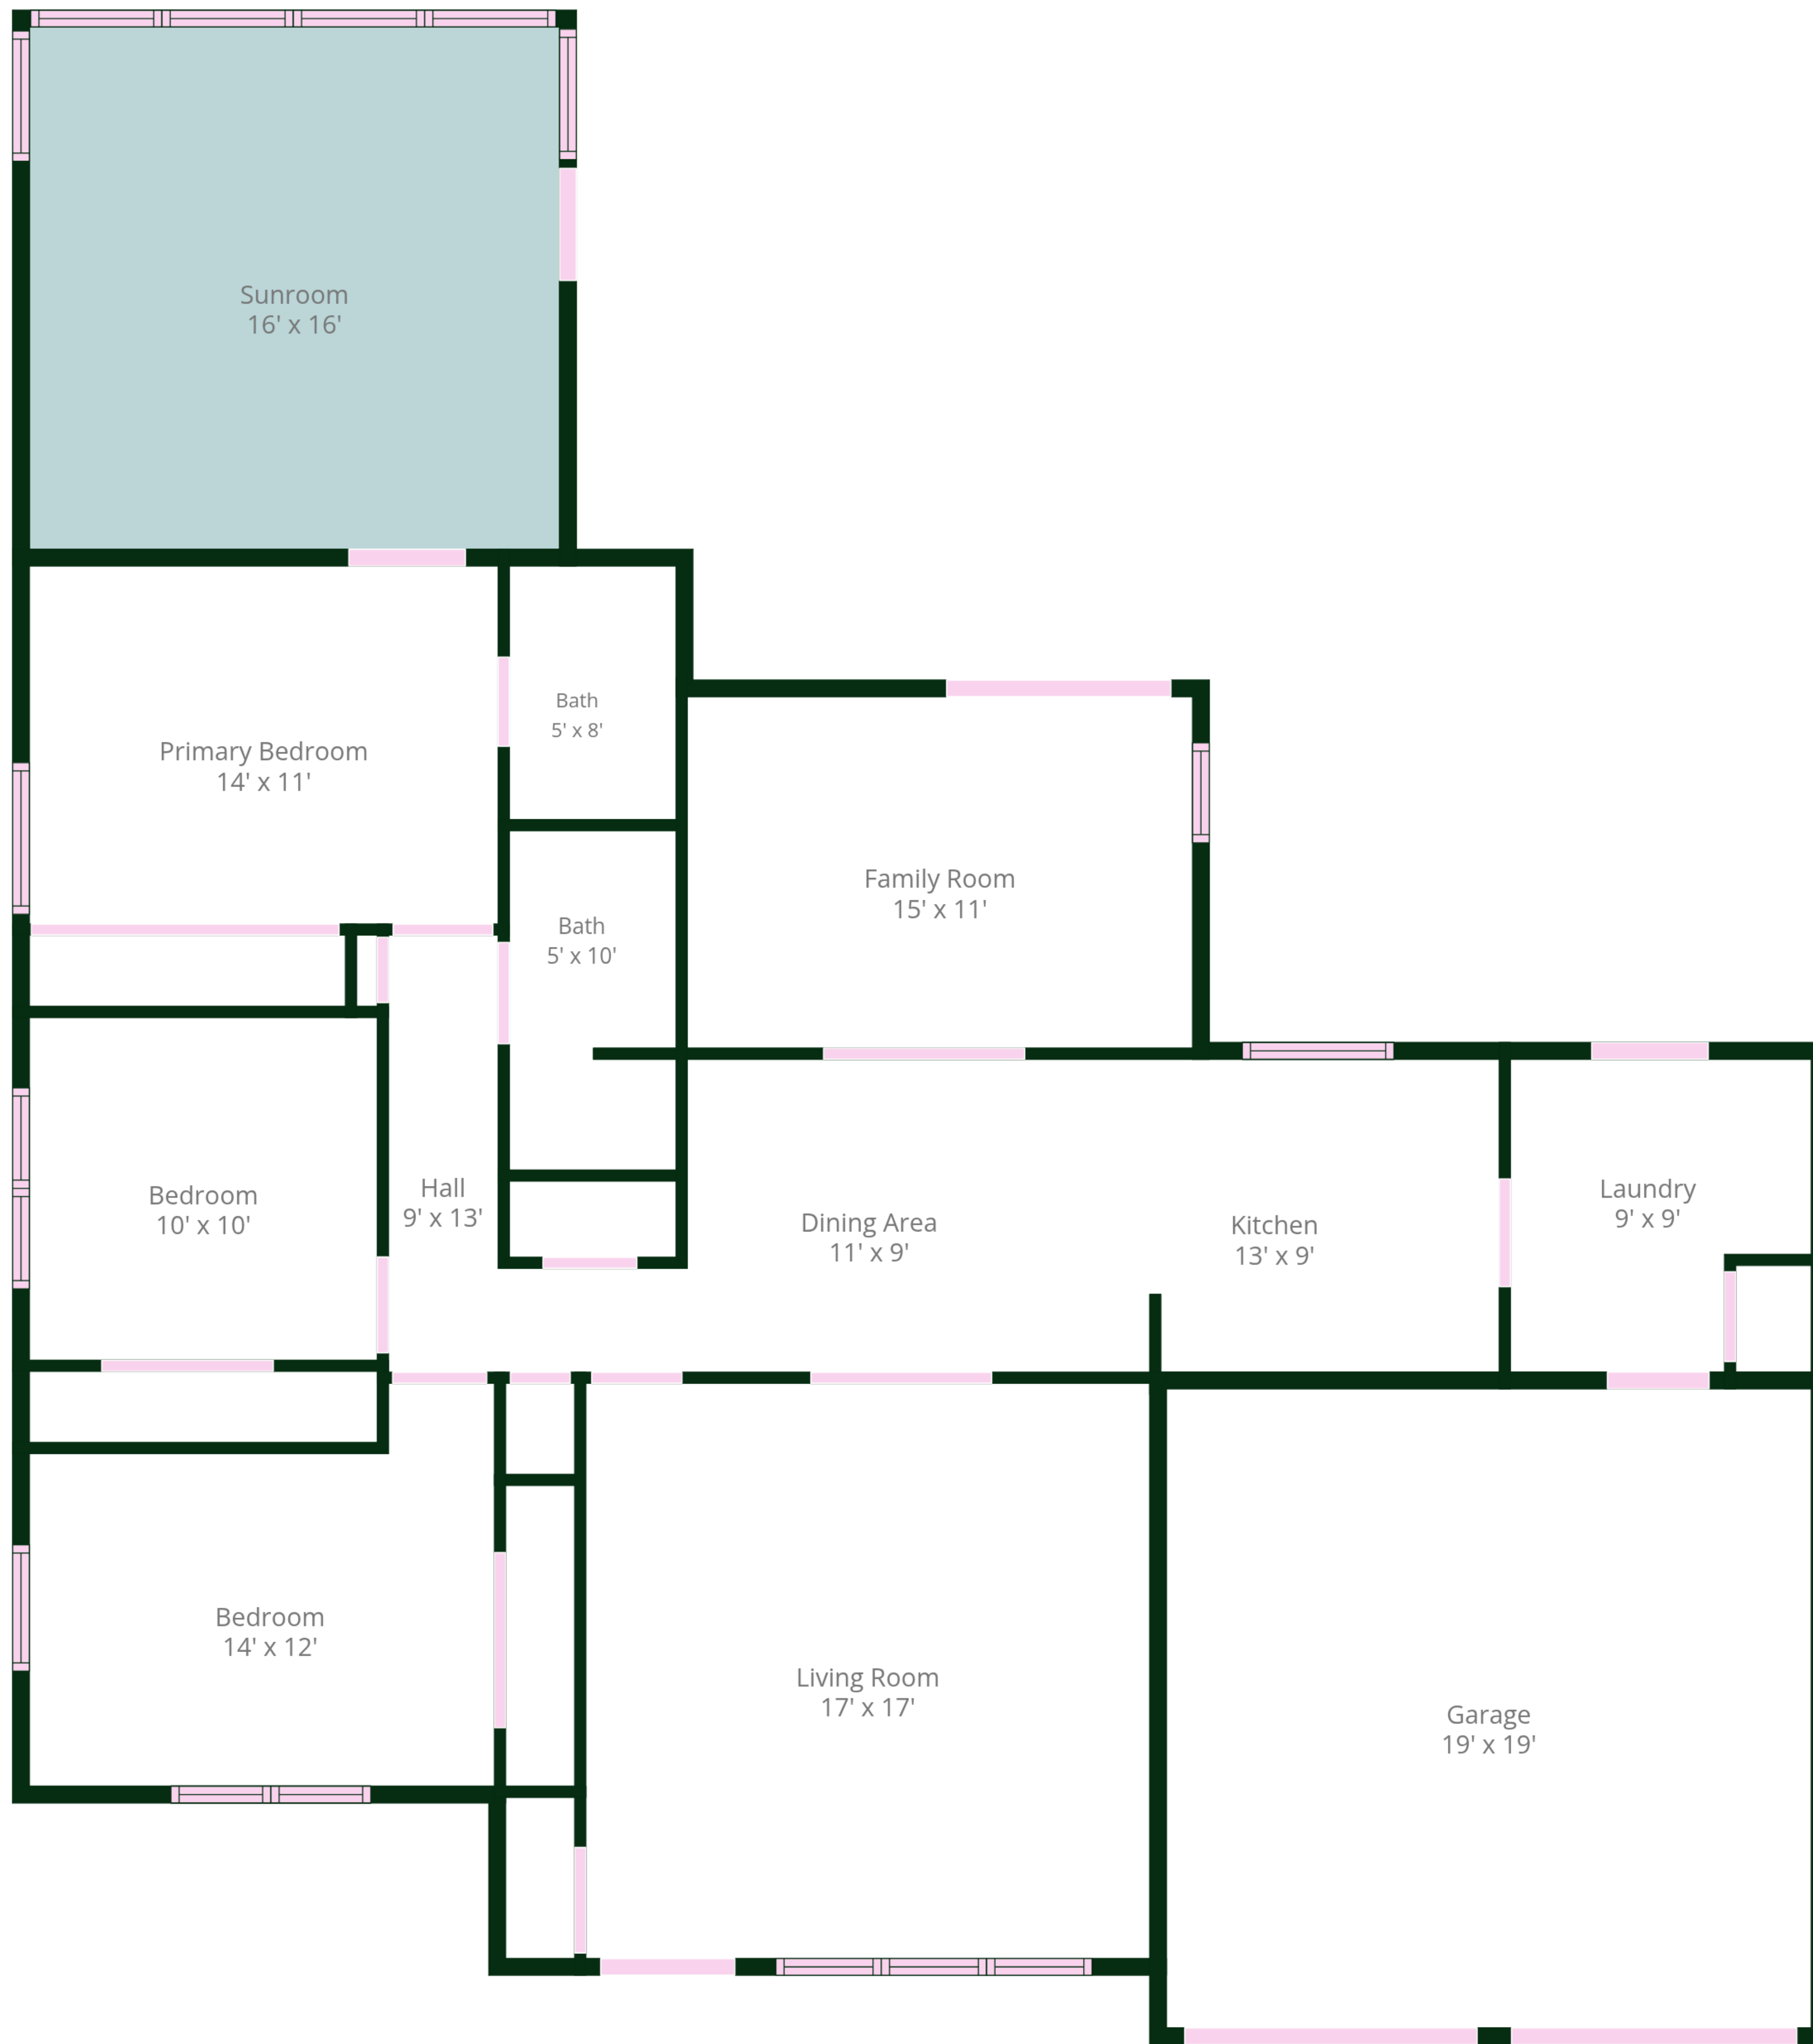 Sunroom
16' x 16'
Bath
5' x 8'
Primary Bedroom
14' x 11'
Family Room
15' x 11'
Bath
5' x 10'
Bedroom
10' x 10'
Hall
9' x 13'
Dining Area
11' x 9'
Kitchen
13' x 9'
Laundry
9' x 9'
Bedroom
14' x 12'
Living Room
17' x 17'
Garage
19' x 19'